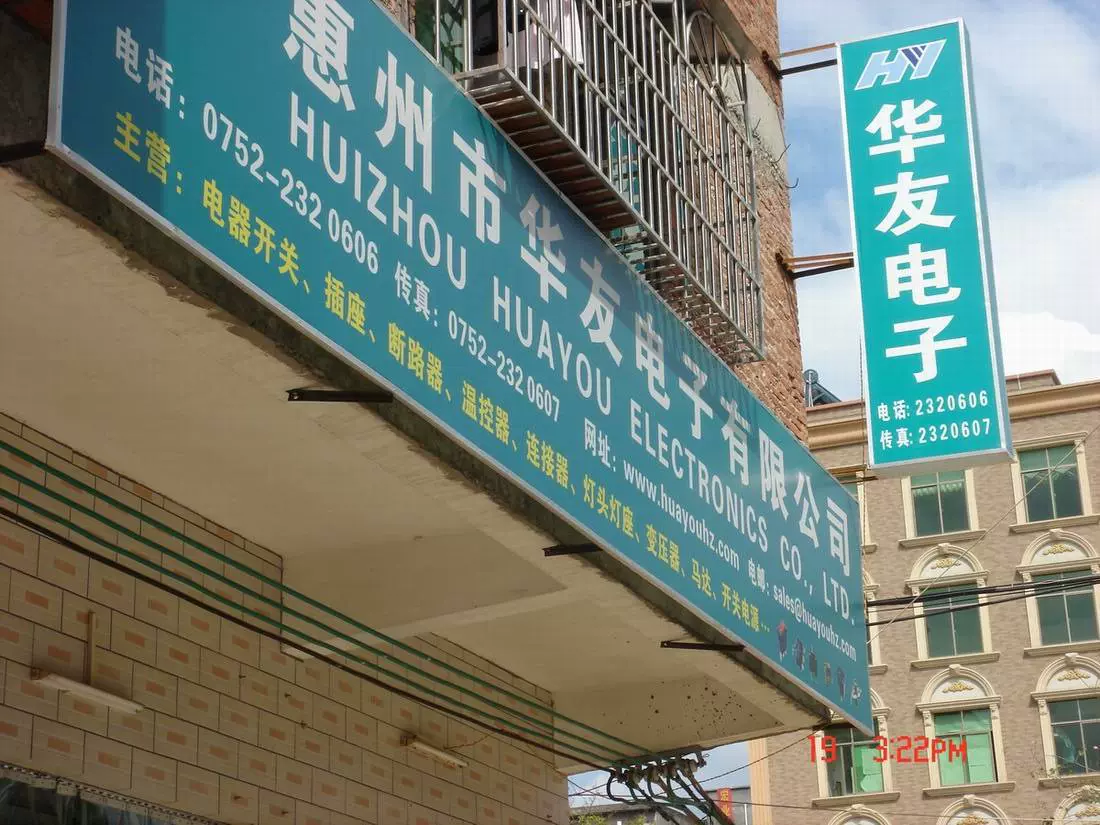 惠州市华友电子有限公司
HUIZHOU HUAYOU ELECTRONICS CO., LTD.
电话: 0752-232 0606 传真: 0752-232 0607 网址: www.huayouhz.com 电邮: sales@huayouhz.com
主营: 电器开关、插座、断路器、温控器、连接器、灯头灯座、变压器、马达、开关电源...
HY
华友电子
电话: 2320606
传真: 2320607
19 3:22PM